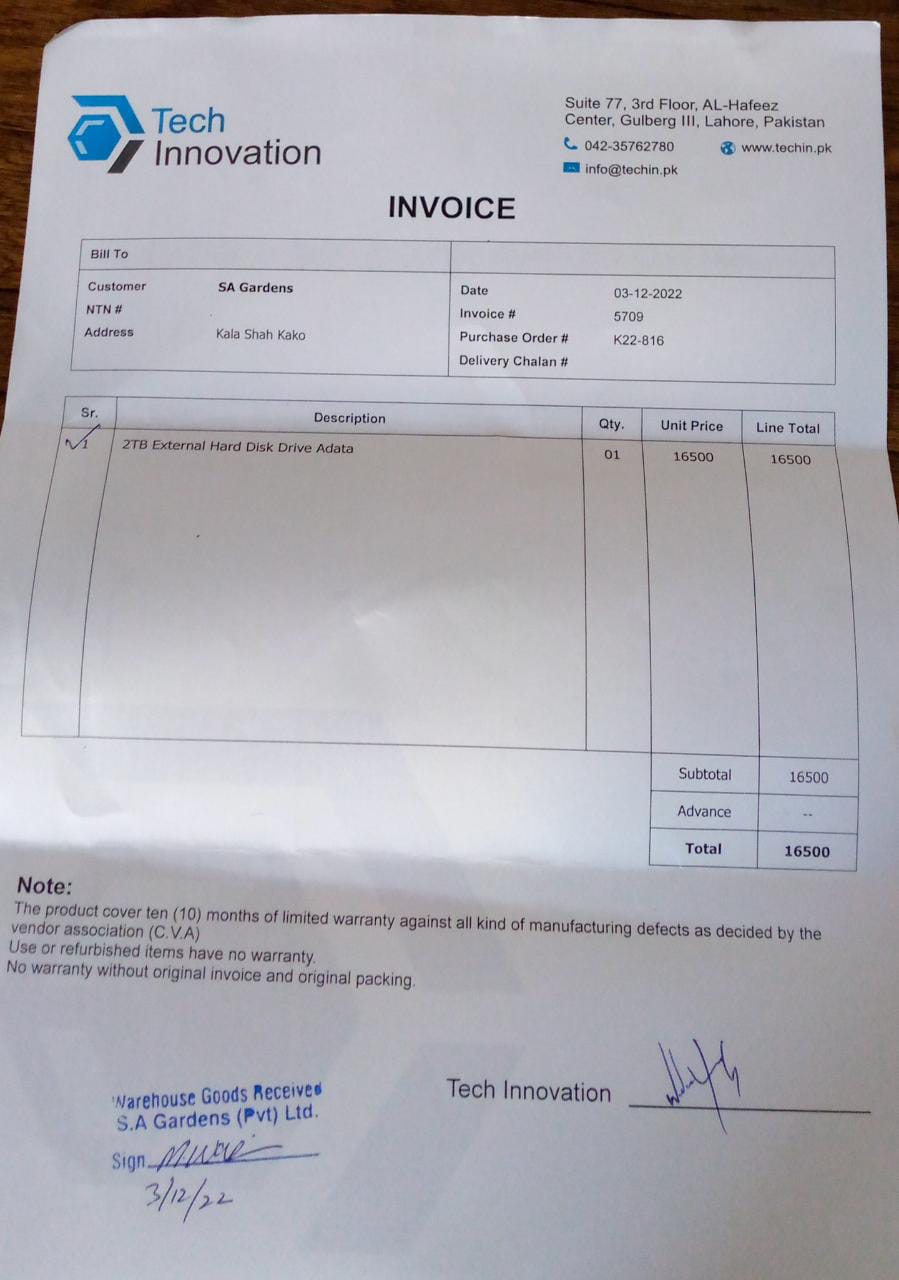 Tech
Innovation
Suite 77, 3rd Floor, AL-Hafeez
Center, Gulberg III, Lahore, Pakistan
042-35762780 www.techin.pk
info@techin.pk
INVOICE
Bill To
Customer SA Gardens
NTN #
Address Kala Shah Kako
Date 03-12-2022
Invoice # 5709
Purchase Order # K22-816
Delivery Chalan #
Sr. Description Qty. Unit Price Line Total
1 2TB External Hard Disk Drive Adata 01 16500 16500
Subtotal 16500
Advance --
Total 16500
Note:
The product cover ten (10) months of limited warranty against all kind of manufacturing defects as decided by the
vendor association (C.V.A)
Use or refurbished items have no warranty.
No warranty without original invoice and original packing.
Tech Innovation
Warehouse Goods Received
S.A Gardens (Pvt) Ltd.
Sign
3/12/22